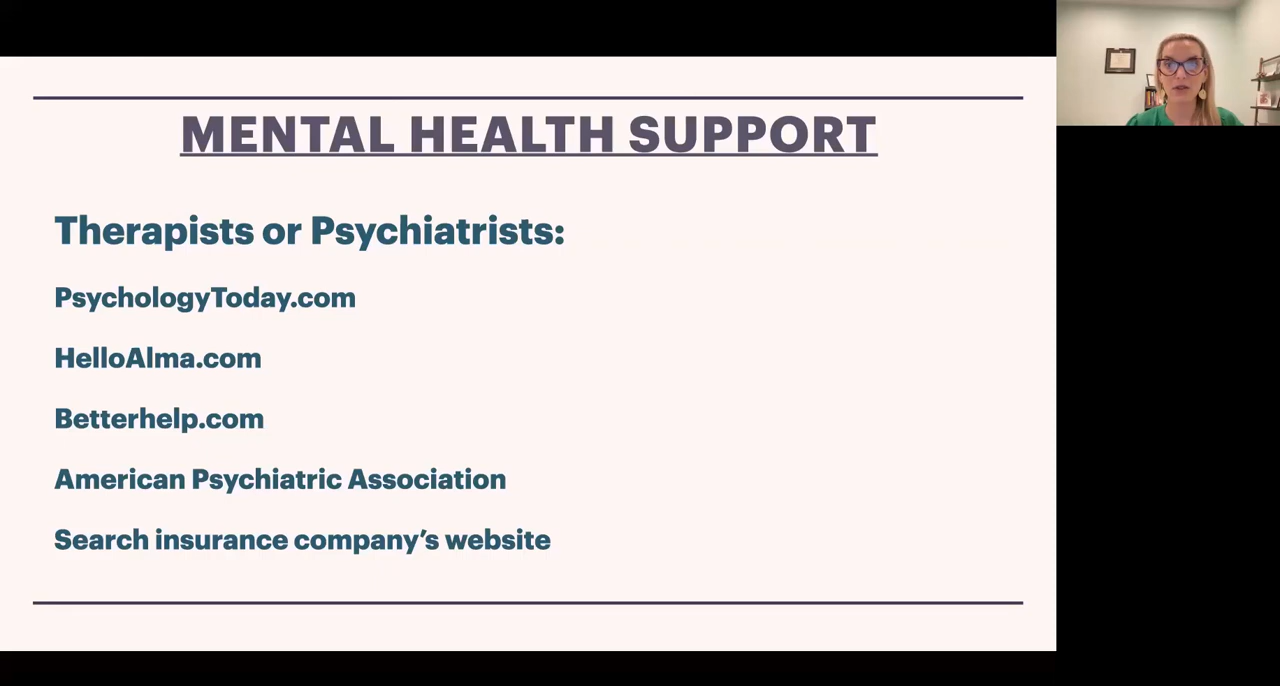 MENTAL HEALTH SUPPORT
Therapists or Psychiatrists:
PsychologyToday.com
HelloAlma.com
Betterhelp.com
American Psychiatric Association
Search insurance company’s website